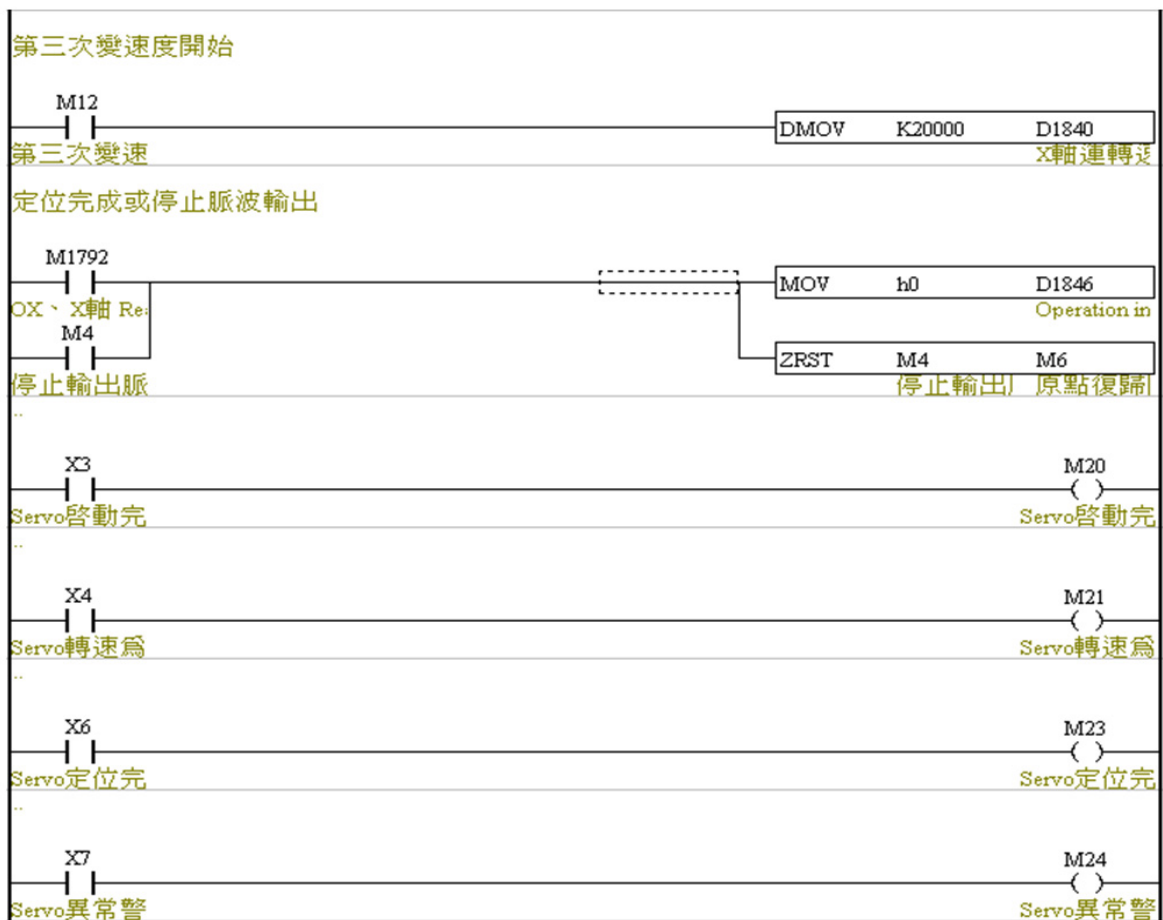 第三次變速度開始
M12
DMOV K20000 D1840
第三次變速 X軸運轉速
定位完成或停止脈波輸出
M1792
MOV h0 D1846
OX、X軸 Re Operation in
M4
ZRST M4 M6
停止輸出脈 停止輸出 原點復歸
..
X3 M20
Servo啓動完 Servo啓動完
..
X4 M21
Servo轉速為 Servo轉速為
..
X6 M23
Servo定位完 Servo定位完
..
X7 M24
Servo異常警 Servo異常警